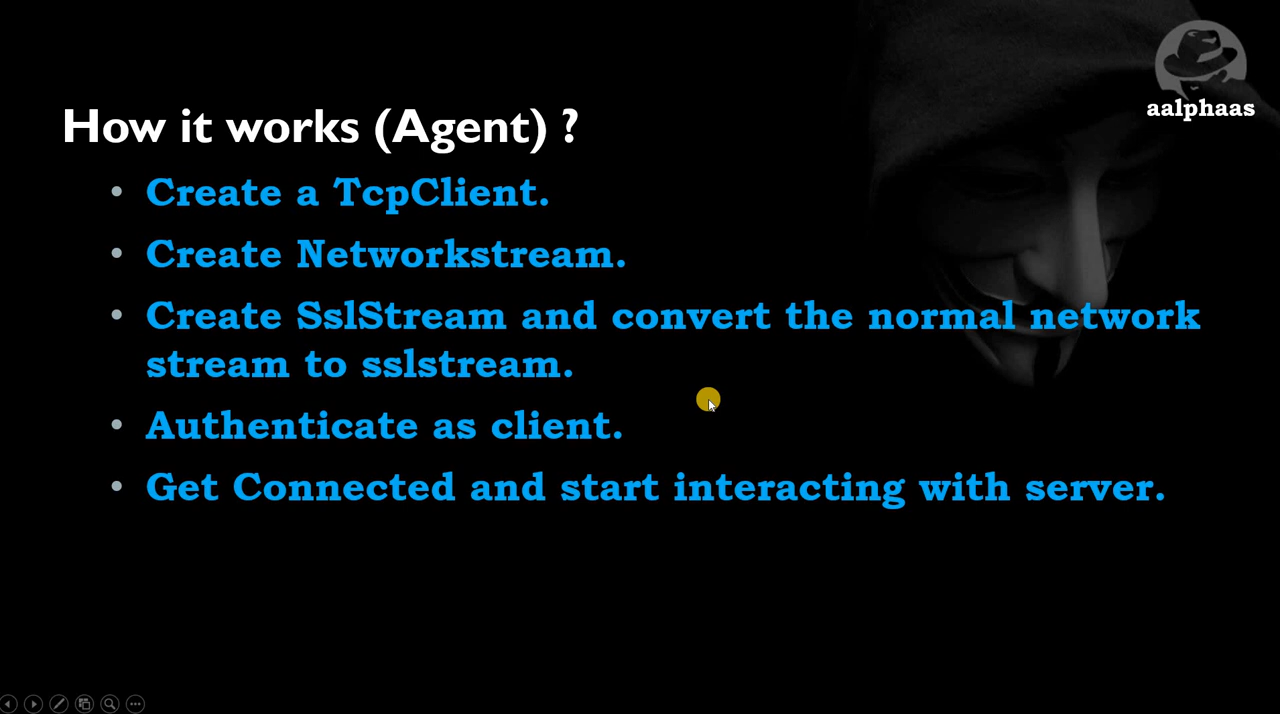 aalphaas
How it works (Agent) ?
• Create a TcpClient.
• Create Networkstream.
• Create SslStream and convert the normal network
stream to sslstream.
• Authenticate as client.
• Get Connected and start interacting with server.